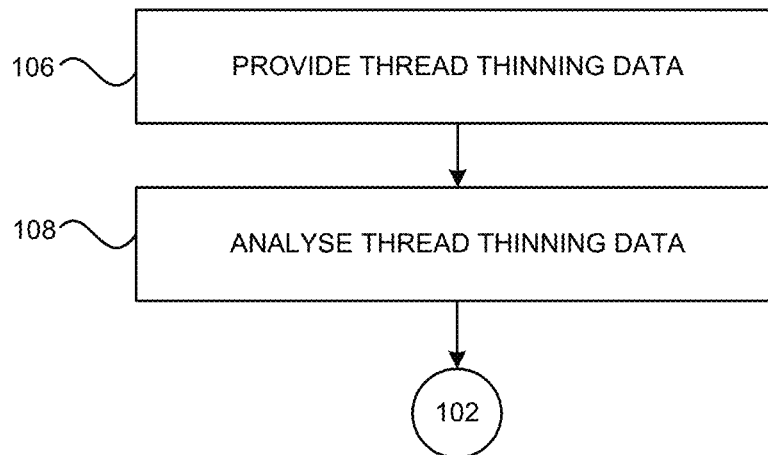 106
PROVIDE THREAD THINNING DATA
108
ANALYSE THREAD THINNING DATA
102